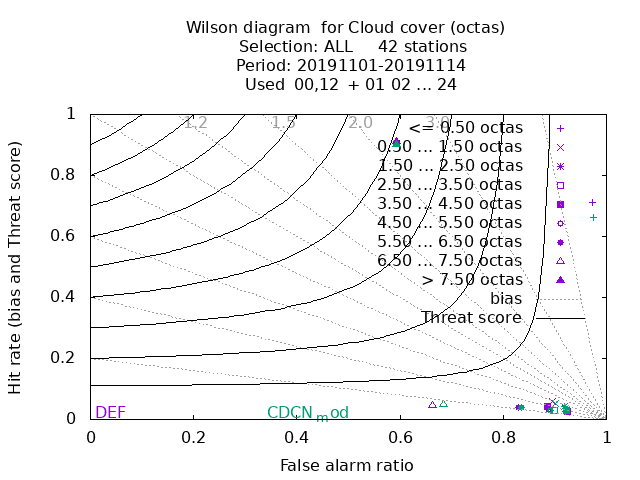 Wilson diagram for Cloud cover (octas)
Selection: ALL 42 stations
Period: 20191101-20191114
Used 00,12 + 01 02 ... 24
1.2 1.5 2.0 3.0
<= 0.50 octas
0.50 ... 1.50 octas
1.50 ... 2.50 octas
2.50 ... 3.50 octas
3.50 ... 4.50 octas
4.50 ... 5.50 octas
5.50 ... 6.50 octas
6.50 ... 7.50 octas
> 7.50 octas
bias
Threat score
Hit rate (bias and Threat score)
1
0.8
0.6
0.4
0.2
0
DEF CDCNmod
0 0.2 0.4 0.6 0.8 1
False alarm ratio